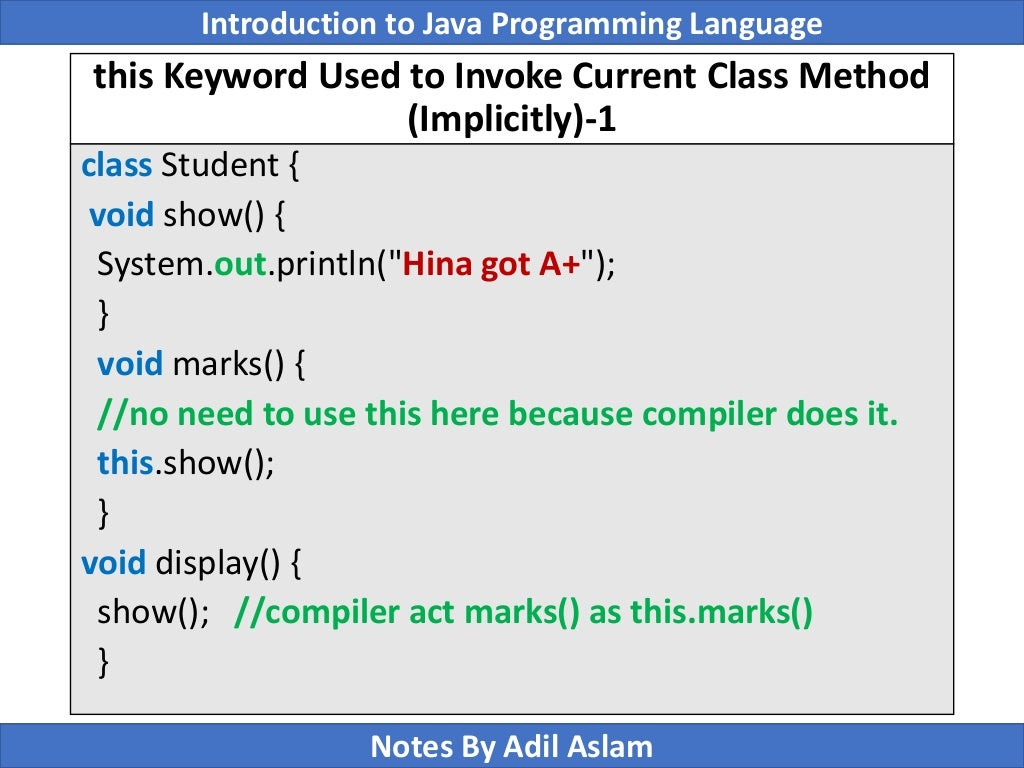 Introduction to Java Programming Language
this Keyword Used to Invoke Current Class Method
(Implicitly)-1
class Student {
void show() {
System.out.println("Hina got A+");
}
void marks() {
//no need to use this here because compiler does it.
this.show();
}
void display() {
show();   //compiler act marks() as this.marks()
}
Notes By Adil Aslam